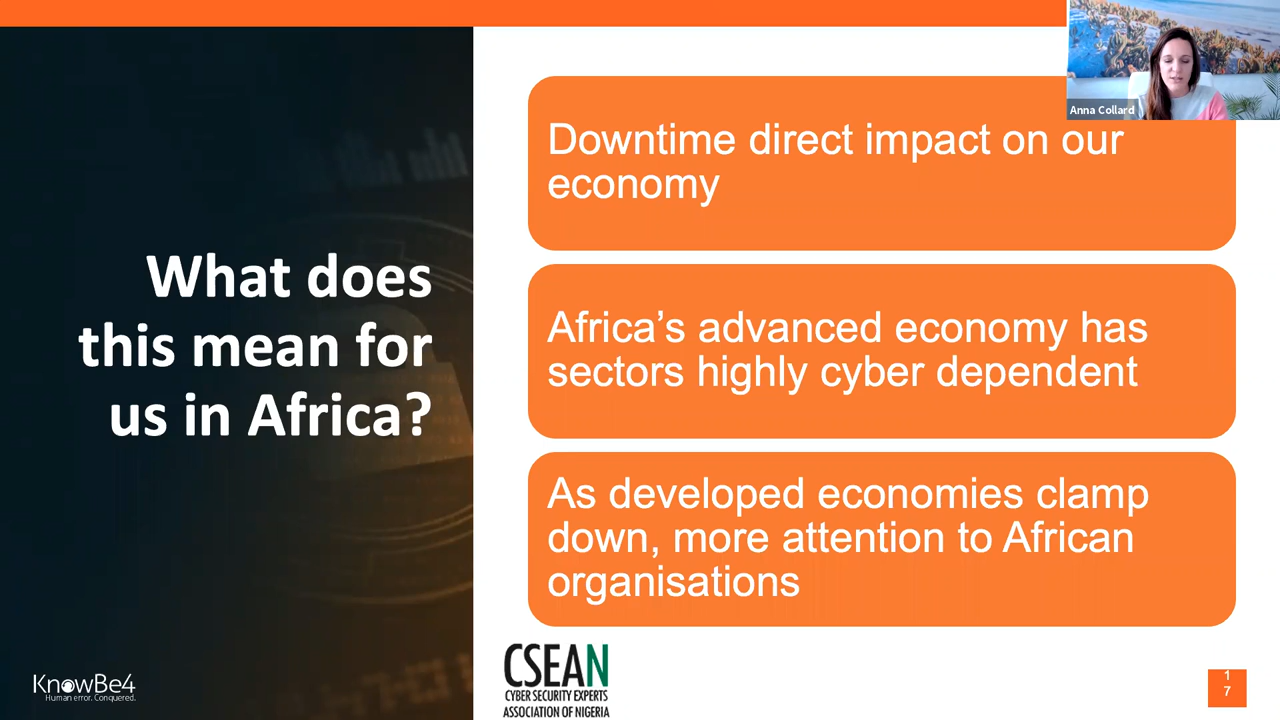 What does
this mean for
us in Africa?
Downtime direct impact on our
economy
Africa’s advanced economy has
sectors highly cyber dependent
As developed economies clamp
down, more attention to African
organisations
Anna Collard
KnowBe4
Human error. Conquered.
CSEAN
CYBER SECURITY EXPERTS
ASSOCIATION OF NIGERIA
1
7